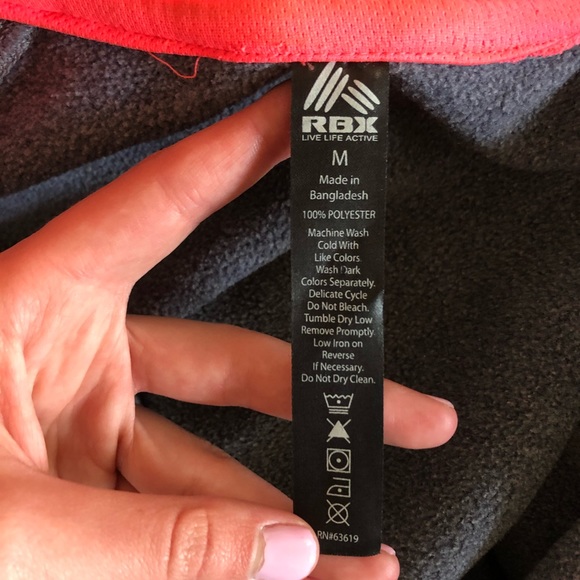 RBX
LIVE LIFE ACTIVE
M
Made in
Bangladesh
100% POLYESTER
Machine Wash
Cold With
Like Colors.
Wash Dark
Colors Separately.
Delicate Cycle
Do Not Bleach.
Tumble Dry Low
Remove Promptly.
Low Iron on
Reverse
If Necessary.
Do Not Dry Clean.
RN#63619